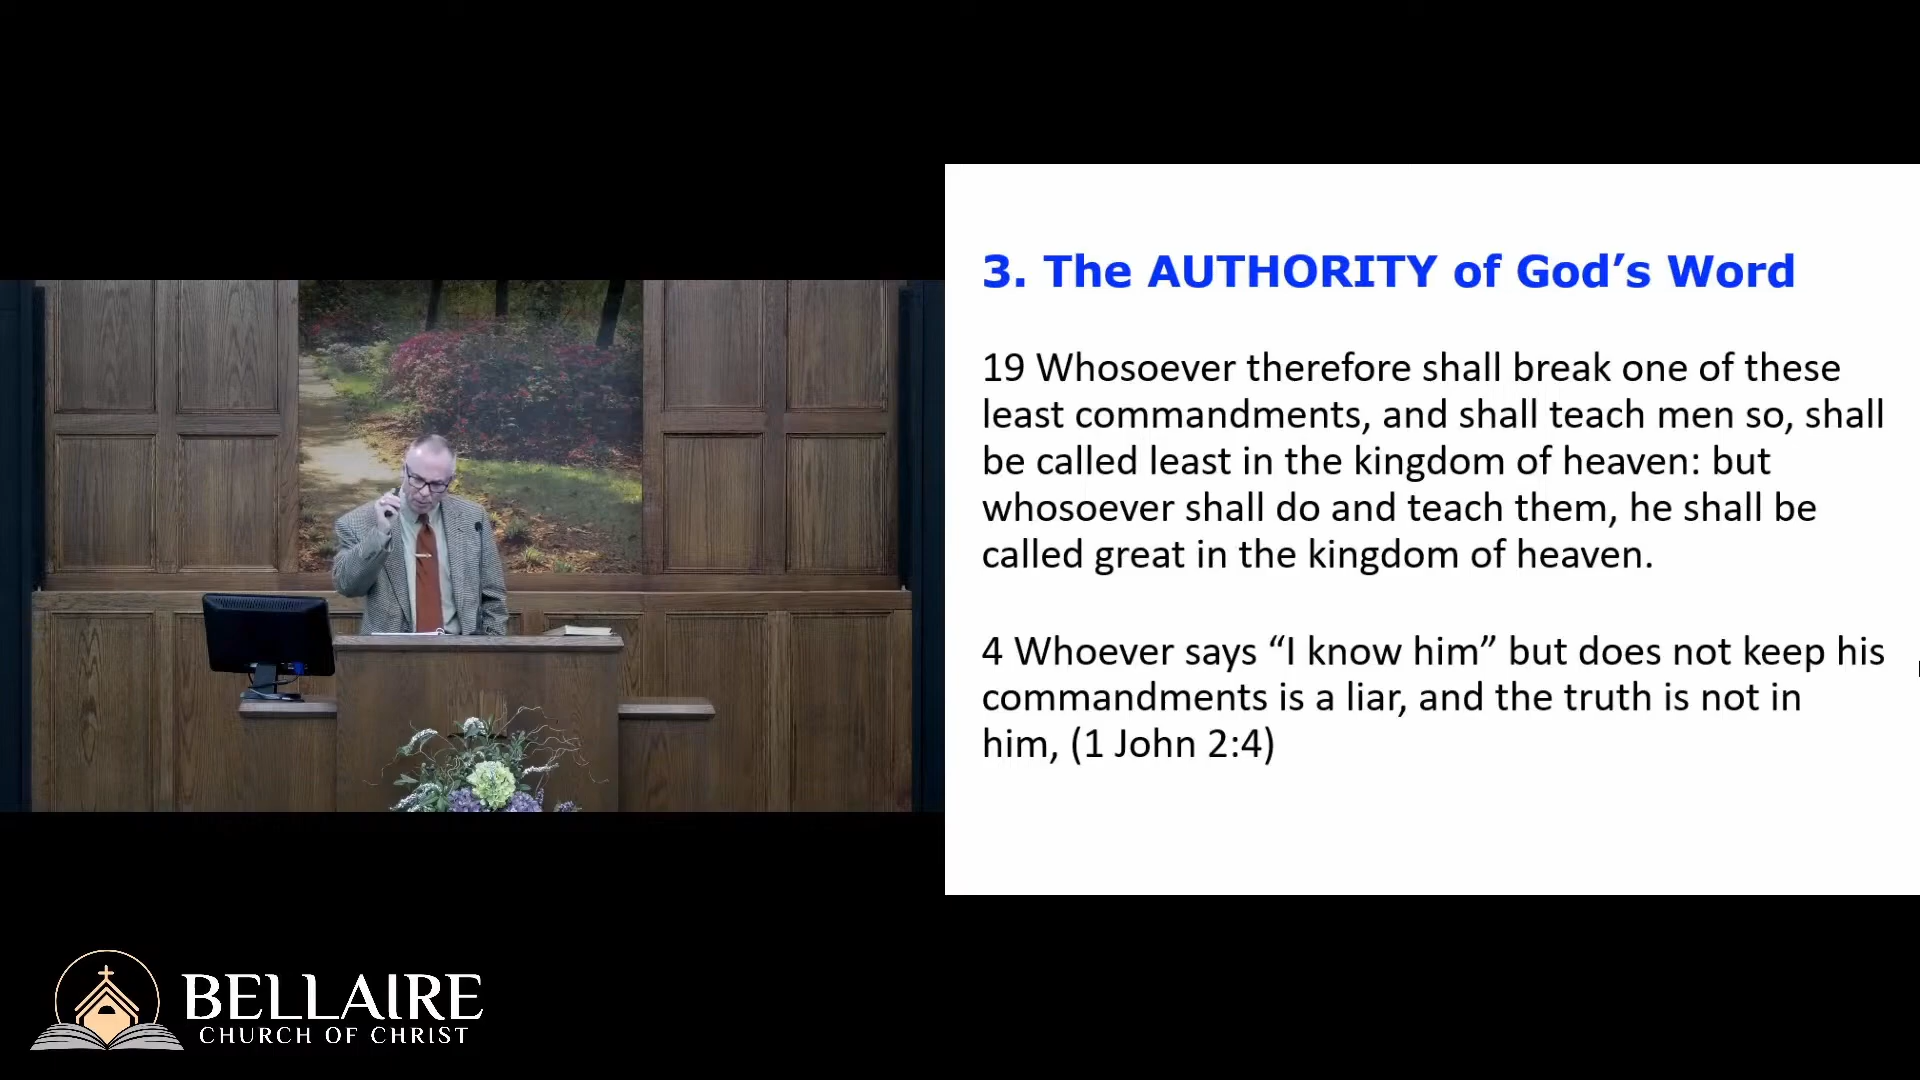 3. The AUTHORITY of God’s Word
19 Whosoever therefore shall break one of these
least commandments, and shall teach men so, shall
be called least in the kingdom of heaven: but
whosoever shall do and teach them, he shall be
called great in the kingdom of heaven.
4 Whoever says “I know him” but does not keep his
commandments is a liar, and the truth is not in
him, (1 John 2:4)
BELLAIRE
CHURCH OF CHRIST